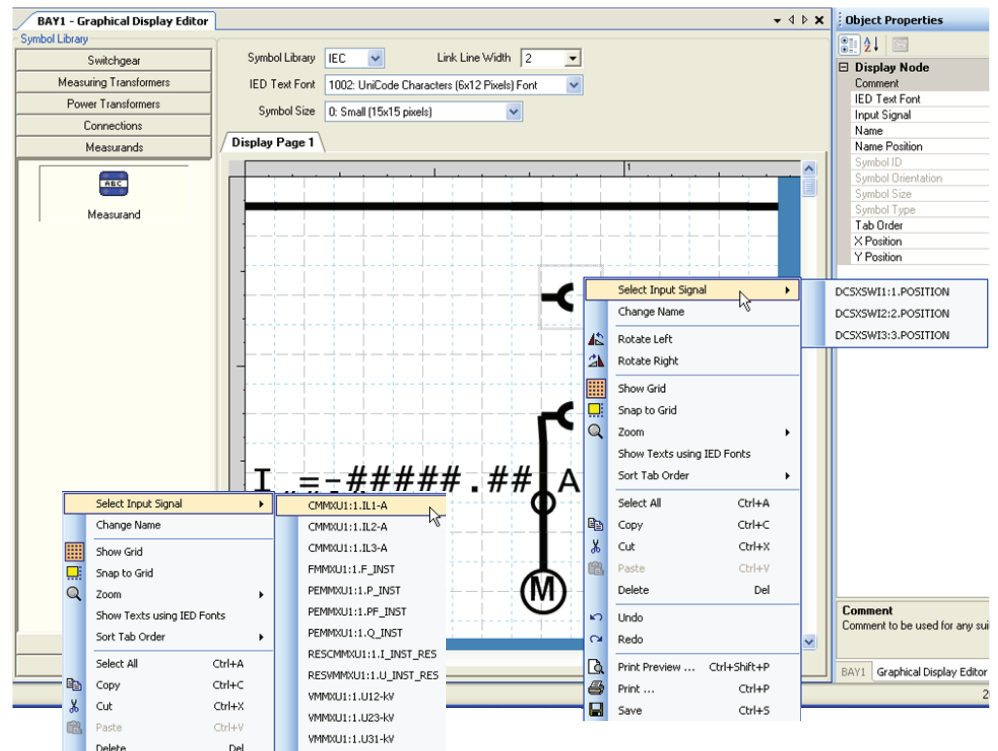 BAY1 - Graphical Display Editor
Symbol Library
Switchgear
Measuring Transformers
Power Transformers
Connections
Measurands
ABC
Measurand
Symbol Library IEC Link Line Width 2
IED Text Font 1002: UniCode Characters (6x12 Pixels) Font
Symbol Size 0: Small (15x15 pixels)
Display Page 1
1
I =-#####.## A
M
Object Properties
Display Node
Comment
IED Text Font
Input Signal
Name
Name Position
Symbol ID
Symbol Orientation
Symbol Size
Symbol Type
Tab Order
X Position
Y Position
Select Input Signal
Change Name
Rotate Left
Rotate Right
Show Grid
Snap to Grid
Zoom
Show Texts using IED Fonts
Sort Tab Order
Select All Ctrl+A
Copy Ctrl+C
Cut Ctrl+X
Paste Ctrl+V
Delete Del
Undo
Redo
Print Preview ... Ctrl+Shift+P
Print ... Ctrl+P
Save Ctrl+S
DCSXSWI1:1.POSITION
DCSXSWI2:2.POSITION
DCSXSWI3:3.POSITION
Select Input Signal
Change Name
Show Grid
Snap to Grid
Zoom
Show Texts using IED Fonts
Sort Tab Order
Select All Ctrl+A
Copy Ctrl+C
Cut Ctrl+X
Paste Ctrl+V
Delete Del
CMMXU1:1.IL1-A
CMMXU1:1.IL2-A
CMMXU1:1.IL3-A
FMMXU1:1.F_INST
PEMMXU1:1.P_INST
PEMMXU1:1.PF_INST
PEMMXU1:1.Q_INST
RESCMMXU1:1.I_INST_RES
RESVMMXU1:1.U_INST_RES
VMMXU1:1.U12-kV
VMMXU1:1.U23-kV
VMMXU1:1.U31-kV
Comment
Comment to be used for any sui
BAY1 Graphical Display Editor
2